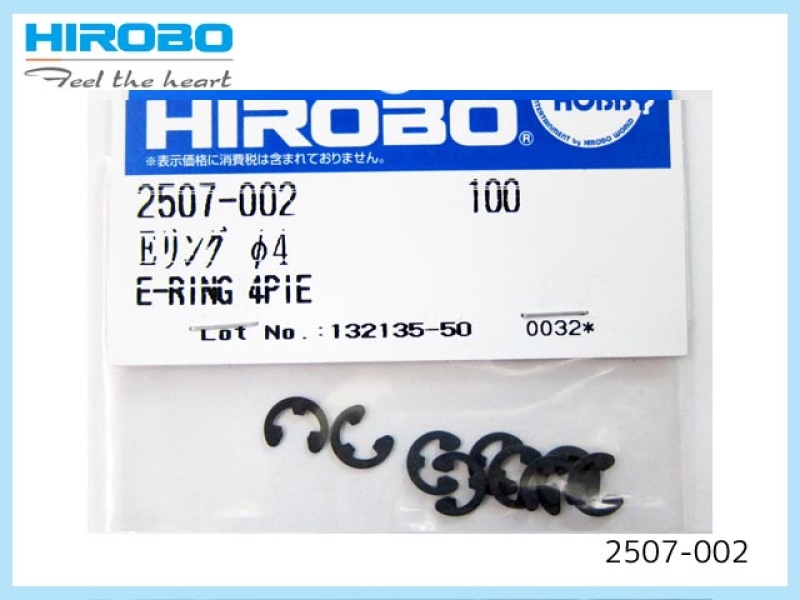 HIROBO
Feel the heart
HOBBY
HIROBO®
ENTERTAINMENT by HIROBO WORLD
※表示価格に消費税は含まれておりません。
2507-002 100
Eリング φ4
E-RING 4PIE
Lot No.:132135-50 0032*
2507-002